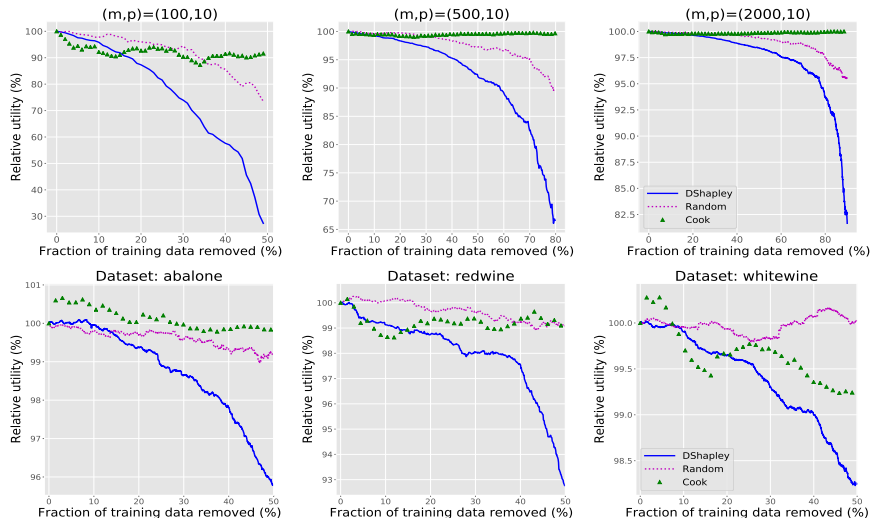 (m,p)=(100,10)
Relative utility (%)
100
90
80
70
60
50
40
30
0 10 20 30 40 50
Fraction of training data removed (%)
(m,p)=(500,10)
Relative utility (%)
100
95
90
85
80
75
70
65
0 10 20 30 40 50 60 70 80
Fraction of training data removed (%)
(m,p)=(2000,10)
Relative utility (%)
100.0
97.5
95.0
92.5
90.0
87.5
85.0
82.5
DShapley
Random
Cook
0 20 40 60 80
Fraction of training data removed (%)
Dataset: abalone
Relative utility (%)
101
100
99
98
97
96
0 10 20 30 40 50
Fraction of training data removed (%)
Dataset: redwine
Relative utility (%)
100
99
98
97
96
95
94
93
0 10 20 30 40 50
Fraction of training data removed (%)
Dataset: whitewine
Relative utility (%)
100.0
99.5
99.0
98.5
DShapley
Random
Cook
0 10 20 30 40 50
Fraction of training data removed (%)